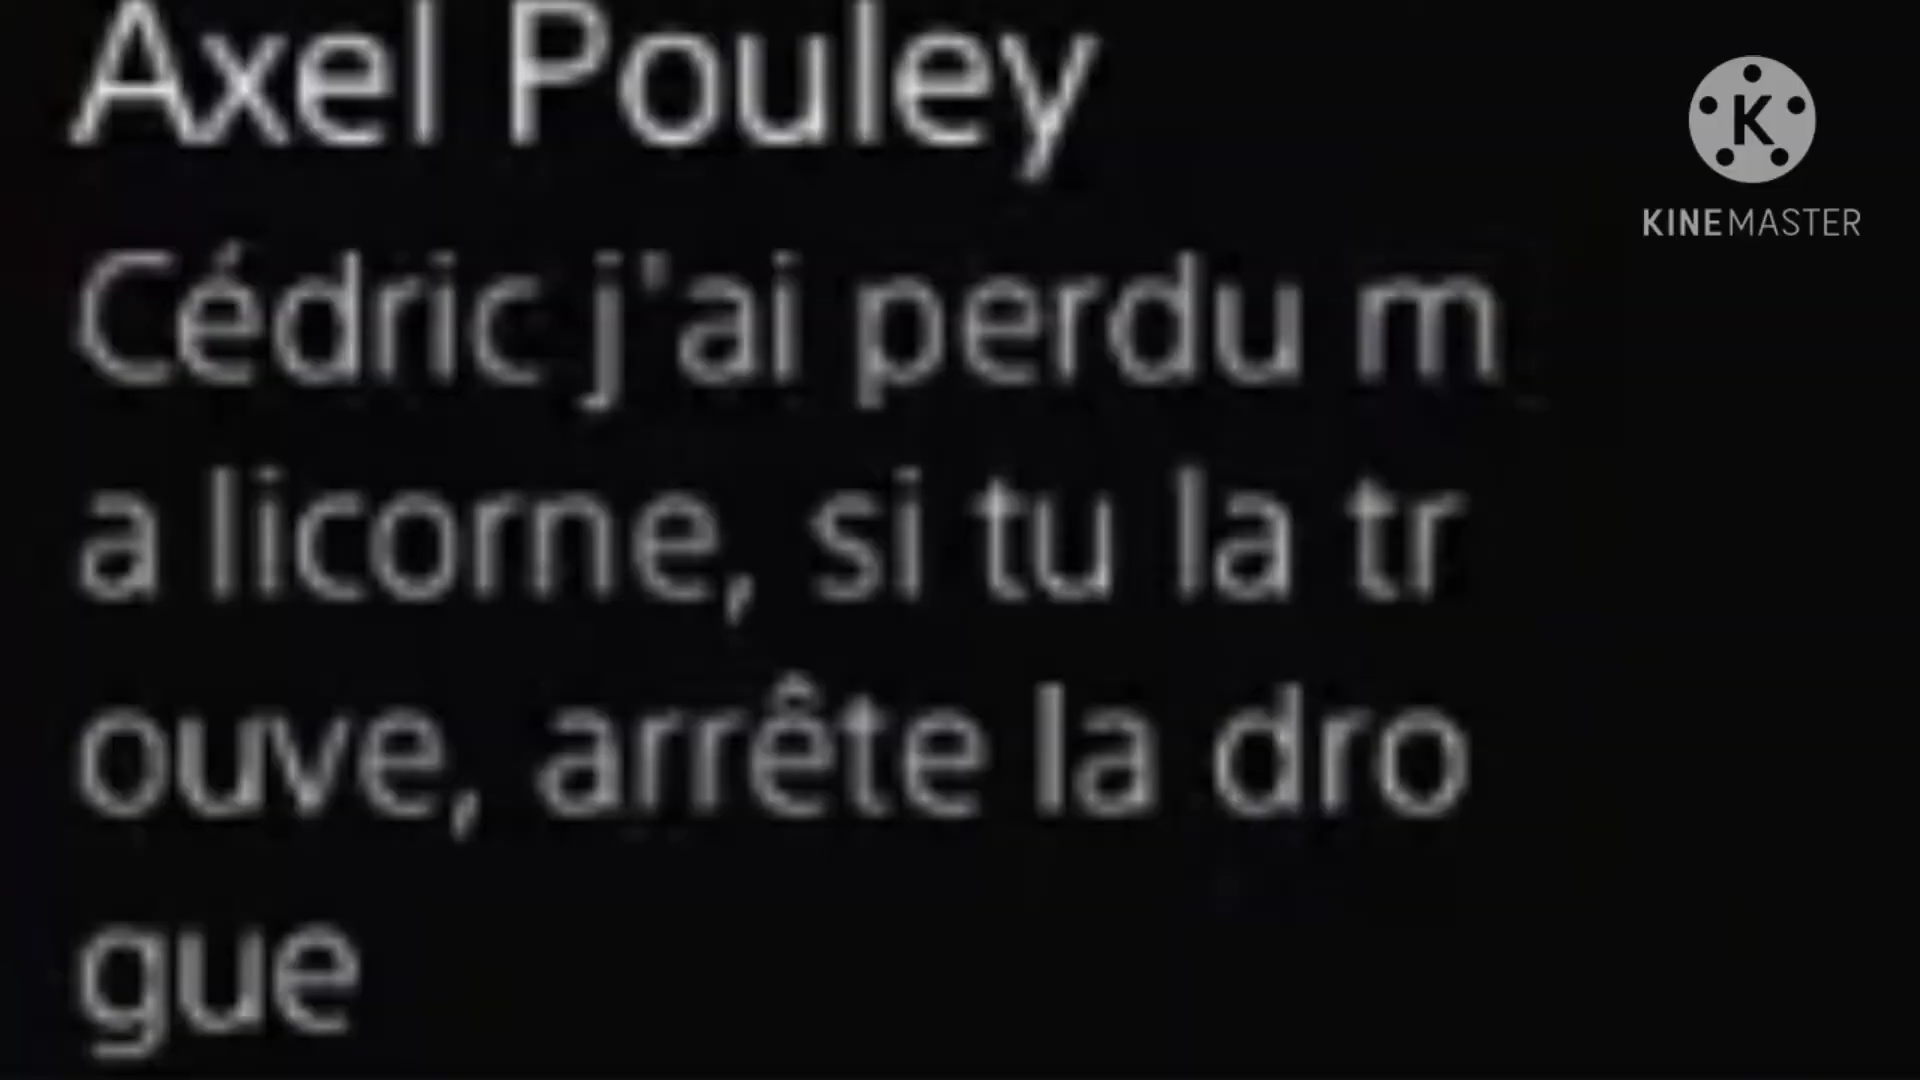 Axel Pouley
KINEMASTER
Cédric j'ai perdu m
a licorne, si tu la tr
ouve, arrête la dro
gue